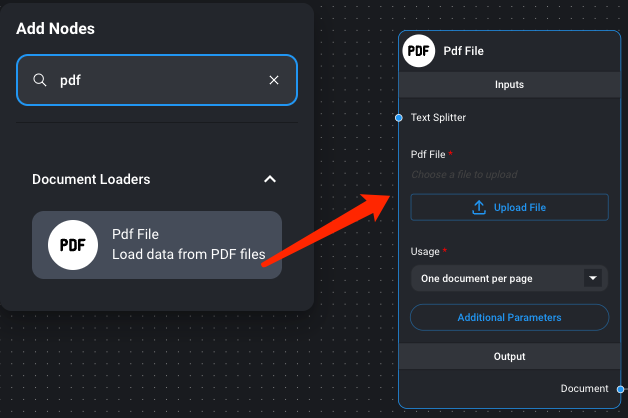 Add Nodes
pdf
Document Loaders
PDF
Pdf File
Load data from PDF files
PDF
Pdf File
Inputs
Text Splitter
Pdf File *
Choose a file to upload
Upload File
Usage *
One document per page
Additional Parameters
Output
Document